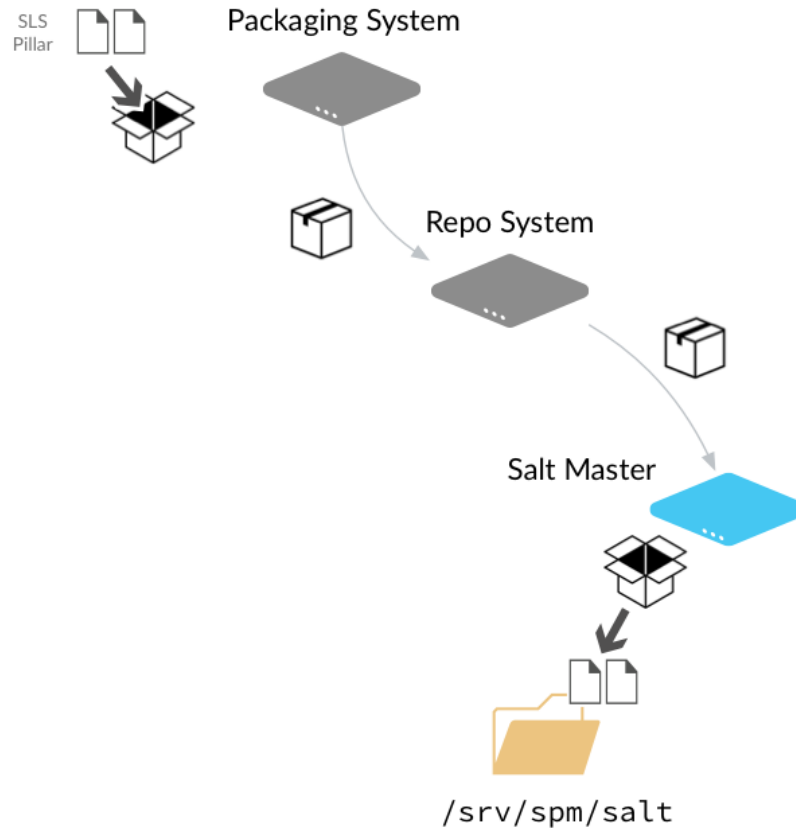 SLS
Pillar
Packaging System
Repo System
Salt Master
/srv/spm/salt